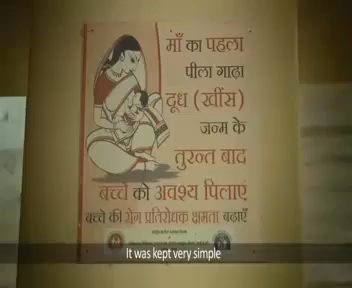 माँ का पहला
पीला गाढ़ा
दूध (खीस)
जन्म के
तुरन्त बाद
बच्चे को अवश्य पिलाएं
बच्चे की रोग प्रतिरोधक क्षमता बढ़ाएँ
It was kept very simple